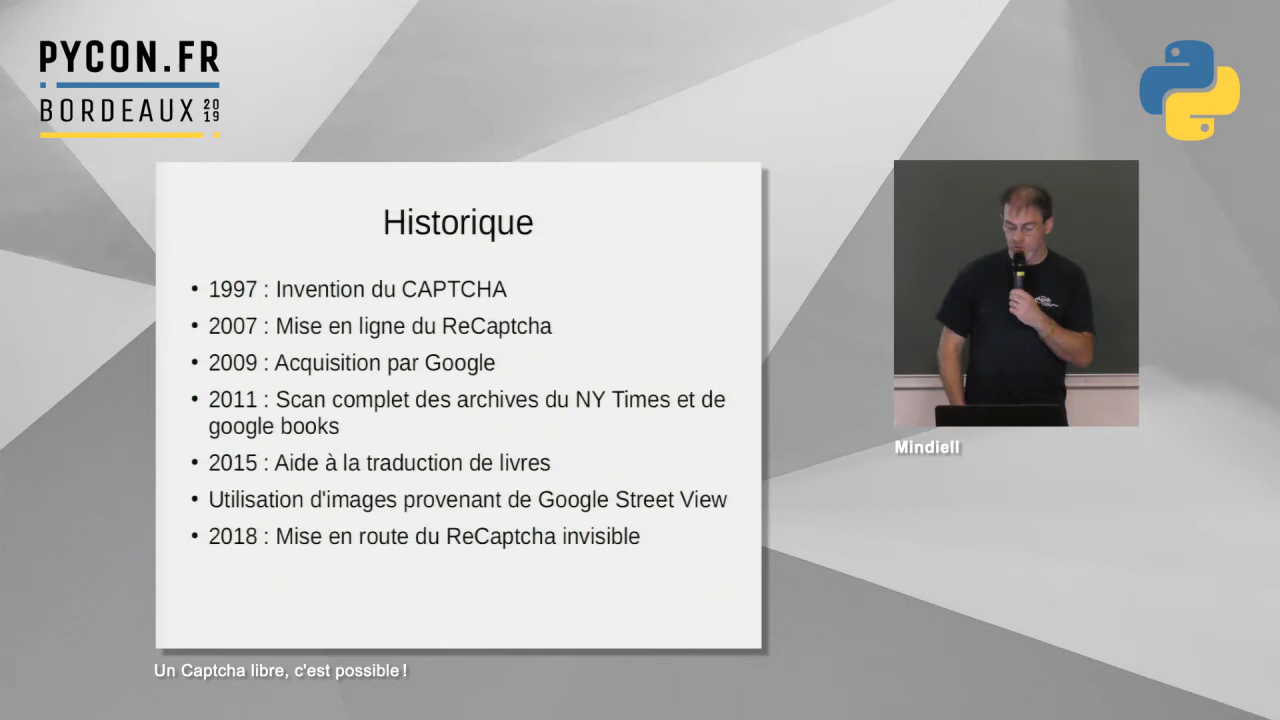 PYCON.FR
BORDEAUX 2019
Historique
• 1997 : Invention du CAPTCHA
• 2007 : Mise en ligne du ReCaptcha
• 2009 : Acquisition par Google
• 2011 : Scan complet des archives du NY Times et de
google books
• 2015 : Aide à la traduction de livres
• Utilisation d'images provenant de Google Street View
• 2018 : Mise en route du ReCaptcha invisible
Mindiell
Un Captcha libre, c'est possible !